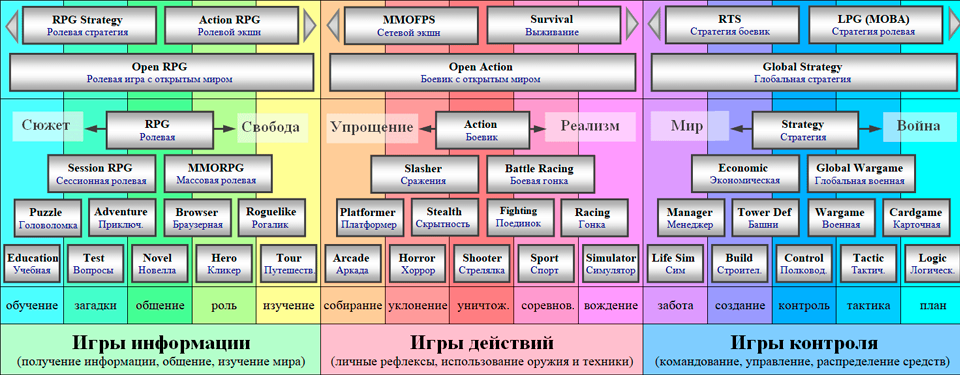 RPG Strategy
Ролевая стратегия
Action RPG
Ролевой экшн
MMOFPS
Сетевой экшн
Survival
Выживание
RTS
Стратегия боевик
LPG (MOBA)
Стратегия ролевая
Open RPG
Ролевая игра с открытым миром
Open Action
Боевик с открытым миром
Global Strategy
Глобальная стратегия
Сюжет
RPG
Ролевая
Свобода
Упрощение
Action
Боевик
Реализм
Мир
Strategy
Стратегия
Война
Session RPG
Сессионная ролевая
MMORPG
Массовая ролевая
Slasher
Сражения
Battle Racing
Боевая гонка
Economic
Экономическая
Global Wargame
Глобальная военная
Puzzle
Головоломка
Adventure
Приключ.
Browser
Браузерная
Roguelike
Рогалик
Platformer
Платформер
Stealth
Скрытность
Fighting
Поединок
Racing
Гонка
Manager
Менеджер
Tower Def
Башни
Wargame
Военная
Cardgame
Карточная
Education
Учебная
Test
Вопросы
Novel
Новелла
Hero
Кликер
Tour
Путешеств.
Arcade
Аркада
Horror
Хоррор
Shooter
Стрелялка
Sport
Спорт
Simulator
Симулятор
Life Sim
Сим
Build
Строител.
Control
Полковод.
Tactic
Тактич.
Logic
Логическ.
обучение
загадки
общение
роль
изучение
собирание
уклонение
уничтож.
соревнов.
вождение
забота
создание
контроль
тактика
план
Игры информации
(получение информации, общение, изучение мира)
Игры действий
(личные рефлексы, использование оружия и техники)
Игры контроля
(командование, управление, распределение средств)